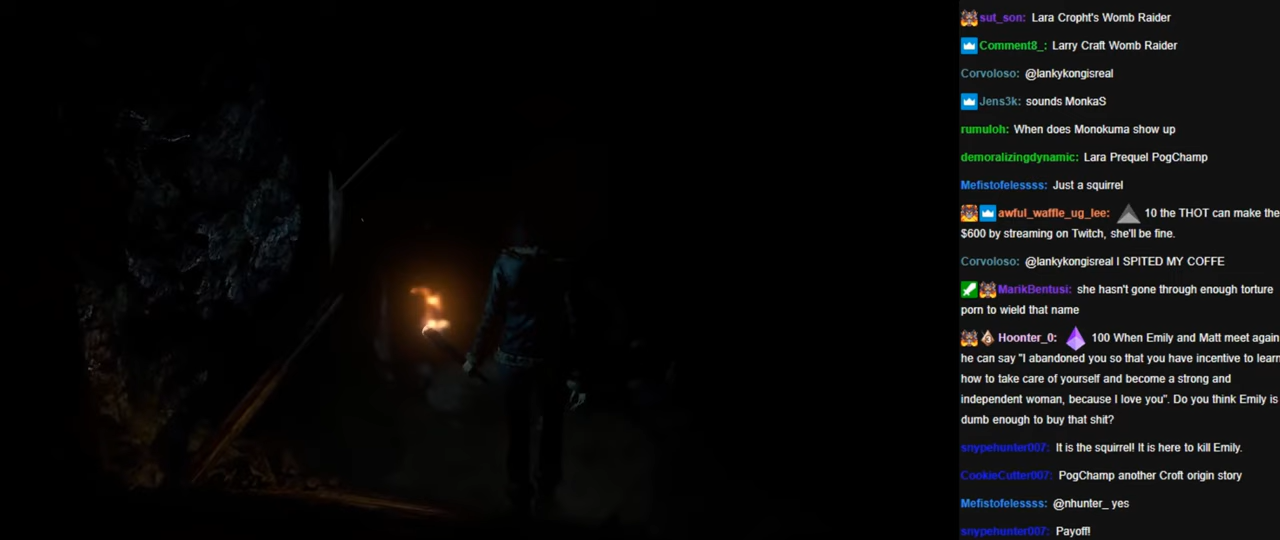 sut_son: Lara Cropht's Womb Raider
Comment8_: Larry Craft Womb Raider
Corvoloso: @lankykongisreal
Jens3k: sounds MonkaS
rumuloh: When does Monokuma show up
demoralizingdynamic: Lara Prequel PogChamp
Mefistofelessss: Just a squirrel
awful_waffle_ug_lee: 10 the THOT can make the
$600 by streaming on Twitch, she'll be fine.
Corvoloso: @lankykongisreal I SPITED MY COFFE
MarikBentusi: she hasn't gone through enough torture
porn to wield that name
3 Hoonter_0: 100 When Emily and Matt meet again
he can say "I abandoned you so that you have incentive to learn
how to take care of yourself and become a strong and
independent woman, because I love you". Do you think Emily is
dumb enough to buy that shit?
snypehunter007: It is the squirrel! It is here to kill Emily.
CookieCutter007: PogChamp another Croft origin story
Mefistofelessss: @nhunter_ yes
snypehunter007: Payoff!